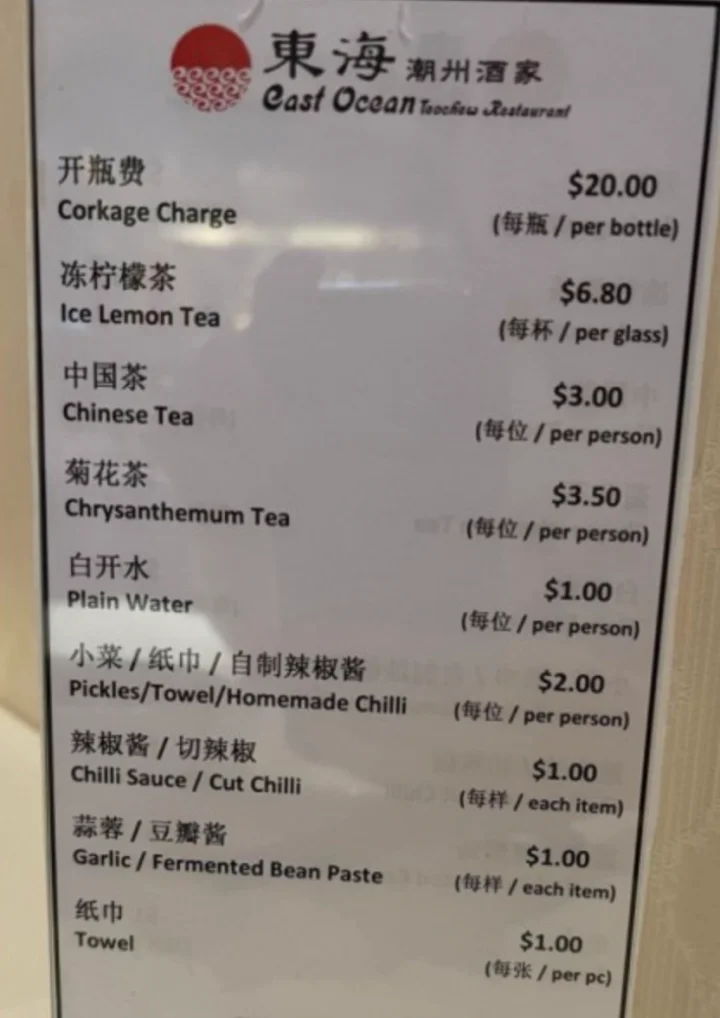 東海 潮州酒家
East Ocean Teochew Restaurant
开瓶费
$20.00
Corkage Charge
(每瓶 / per bottle)
冻柠檬茶
$6.80
Ice Lemon Tea
(每杯 / per glass)
中国茶
$3.00
Chinese Tea
(每位 / per person)
菊花茶
$3.50
Chrysanthemum Tea
(每位 / per person)
白开水
$1.00
Plain Water
(每位 / per person)
小菜 / 纸巾 / 自制辣椒酱
$2.00
Pickles/Towel/Homemade Chilli
(每位 / per person)
辣椒酱 / 切辣椒
$1.00
Chilli Sauce / Cut Chilli
(每样 / each item)
蒜蓉 / 豆瓣酱
$1.00
Garlic / Fermented Bean Paste
(每样 / each item)
纸巾
$1.00
Towel
(每张 / per pc)